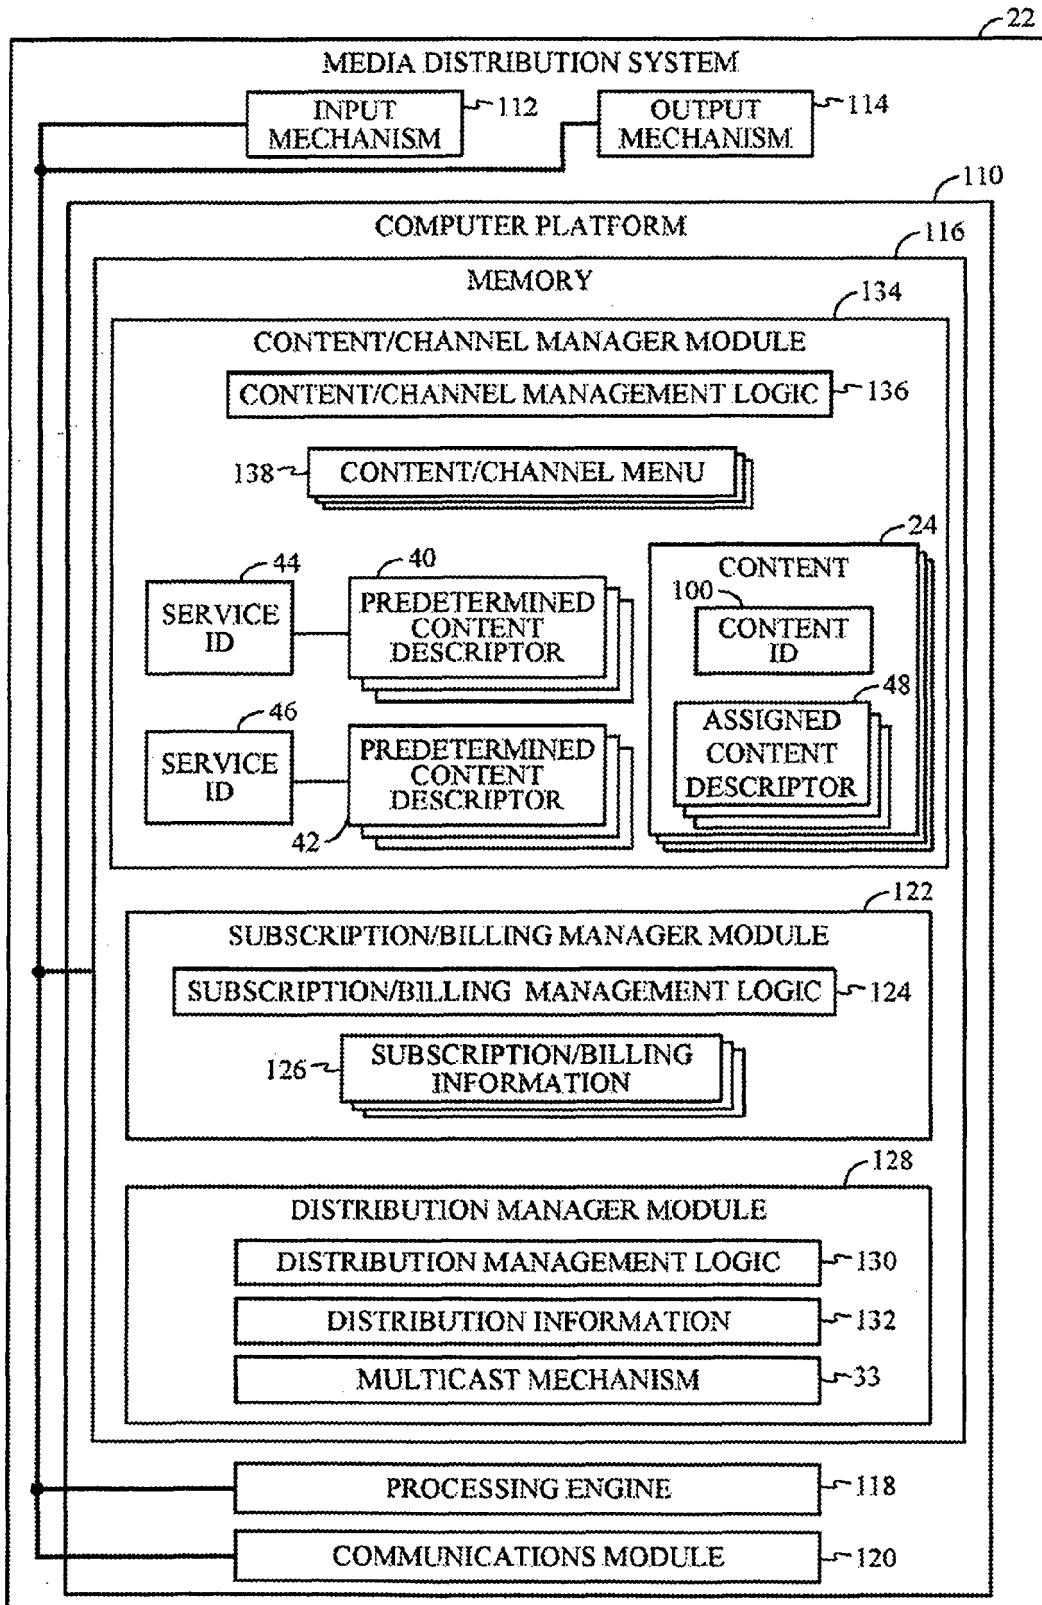 22
MEDIA DISTRIBUTION SYSTEM
INPUT
MECHANISM
112
OUTPUT
MECHANISM
114
110
COMPUTER PLATFORM
116
MEMORY
134
CONTENT/CHANNEL MANAGER MODULE
CONTENT/CHANNEL MANAGEMENT LOGIC
136
138
CONTENT/CHANNEL MENU
44
SERVICE
ID
40
PREDETERMINED
CONTENT
DESCRIPTOR
24
CONTENT
100
CONTENT
ID
46
SERVICE
ID
PREDETERMINED
CONTENT
DESCRIPTOR
42
48
ASSIGNED
CONTENT
DESCRIPTOR
122
SUBSCRIPTION/BILLING MANAGER MODULE
SUBSCRIPTION/BILLING MANAGEMENT LOGIC
124
126
SUBSCRIPTION/BILLING
INFORMATION
128
DISTRIBUTION MANAGER MODULE
DISTRIBUTION MANAGEMENT LOGIC
130
DISTRIBUTION INFORMATION
132
MULTICAST MECHANISM
33
PROCESSING ENGINE
118
COMMUNICATIONS MODULE
120